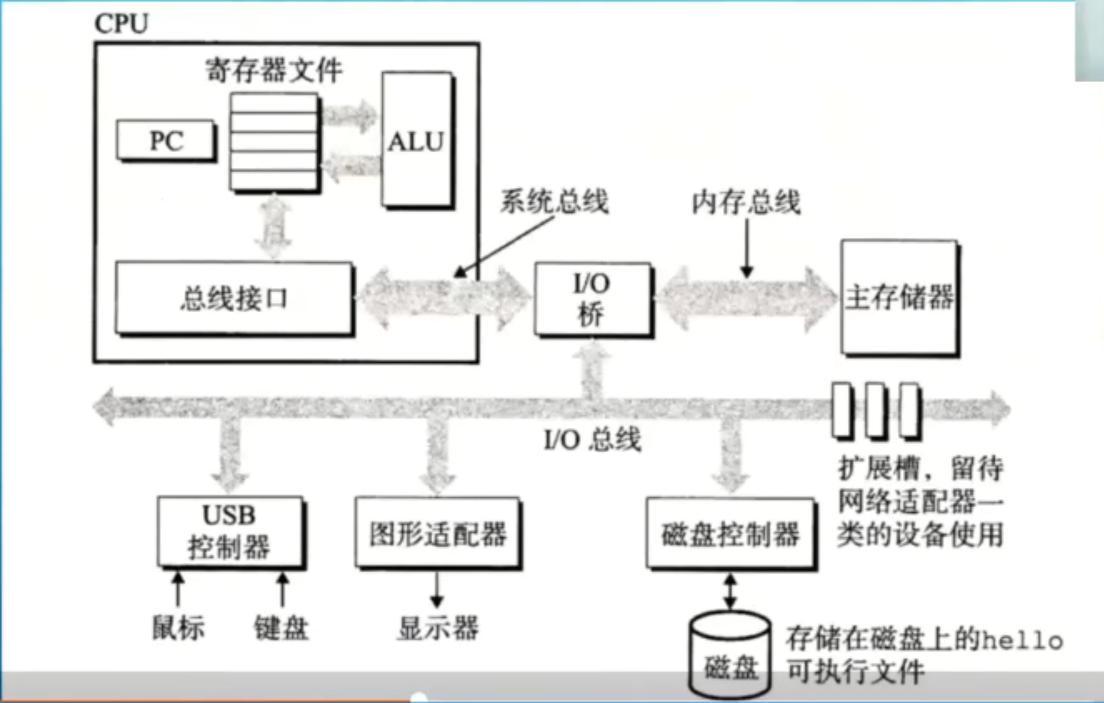 CPU
寄存器文件
PC
ALU
系统总线
内存总线
总线接口
I/O
桥
主存储器
I/O 总线
扩展槽，留待
网络适配器一
类的设备使用
USB
控制器
图形适配器
磁盘控制器
鼠标
键盘
显示器
磁盘
存储在磁盘上的hello
可执行文件